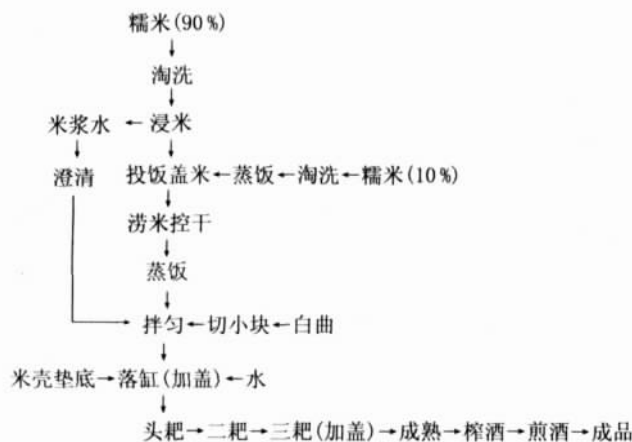 糯米(90%)
↓
淘洗
↓
米浆水 ← 浸米
↓ ↓
澄清 投饭盖米←蒸饭←淘洗←糯米(10%)
↓
涝米控干
↓
蒸饭
↓
拌匀←切小块←白曲
↓
米壳垫底→落缸(加盖)←水
↓
头耙→二耙→三耙(加盖)→成熟→榨酒→煎酒→成品